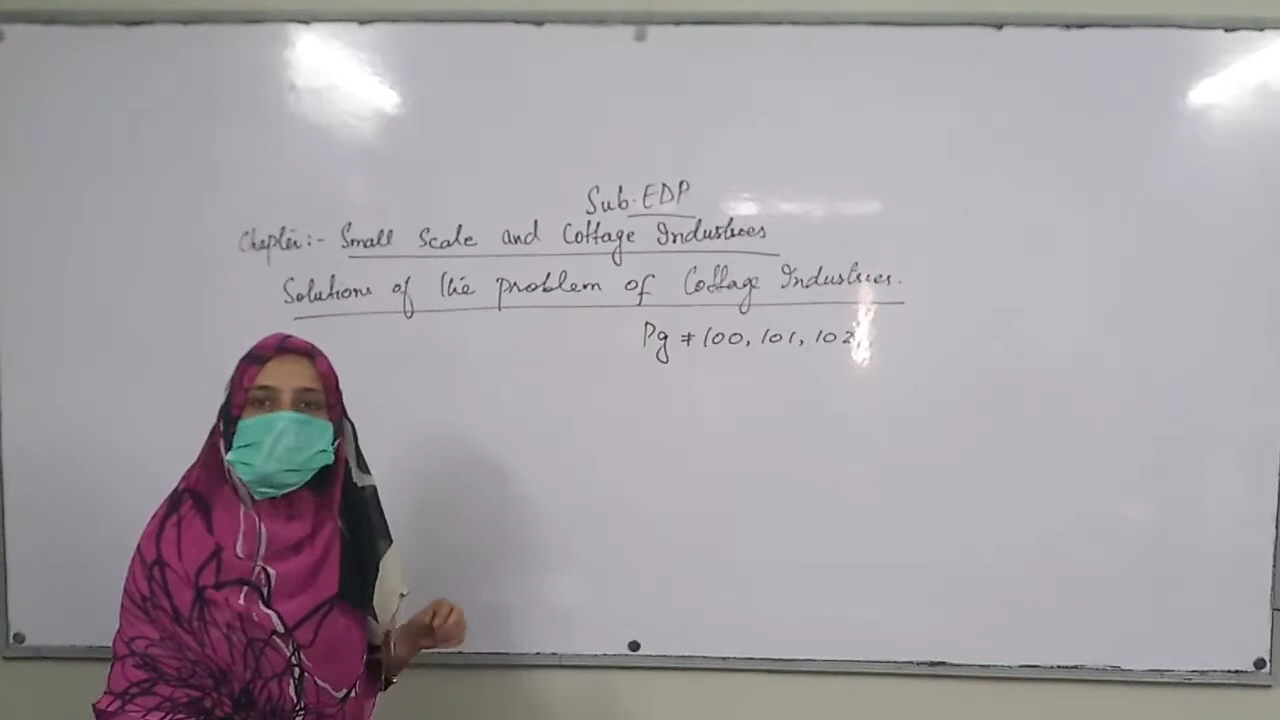 Sub. EDP
Chapter:- Small Scale and Cottage Industries
Solutions of the problem of Cottage Industries.
Pg # 100, 101, 102